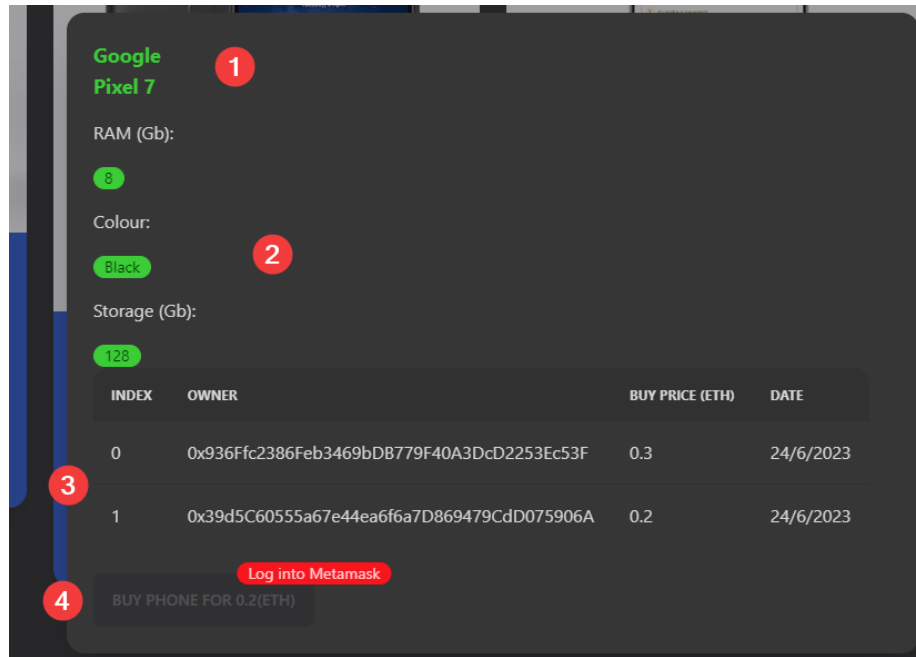 Google
Pixel 7
1
RAM (Gb):
8
Colour:
Black
2
Storage (Gb):
128
INDEX OWNER BUY PRICE (ETH) DATE
0 0x936Ffc2386Feb3469bDB779F40A3DcD2253Ec53F 0.3 24/6/2023
3
1 0x39d5C60555a67e44ea6f6a7D869479CdD075906A 0.2 24/6/2023
Log into Metamask
4
BUY PHONE FOR 0.2(ETH)